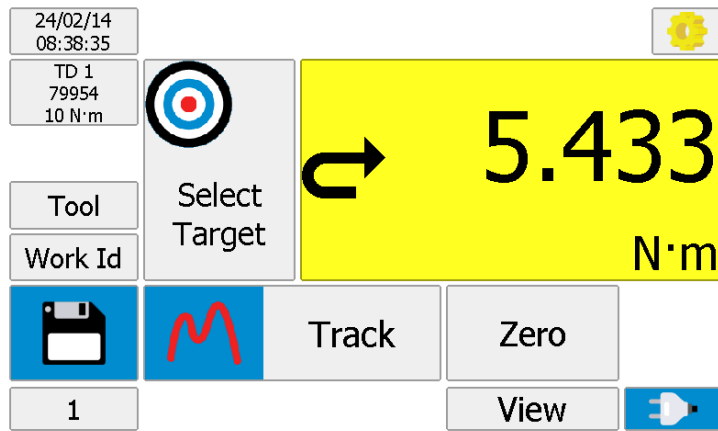 24/02/14
08:38:35
TD 1
79954
10 N·m
Tool
Work Id
Select
Target
5.433
N·m
Track
Zero
1
View